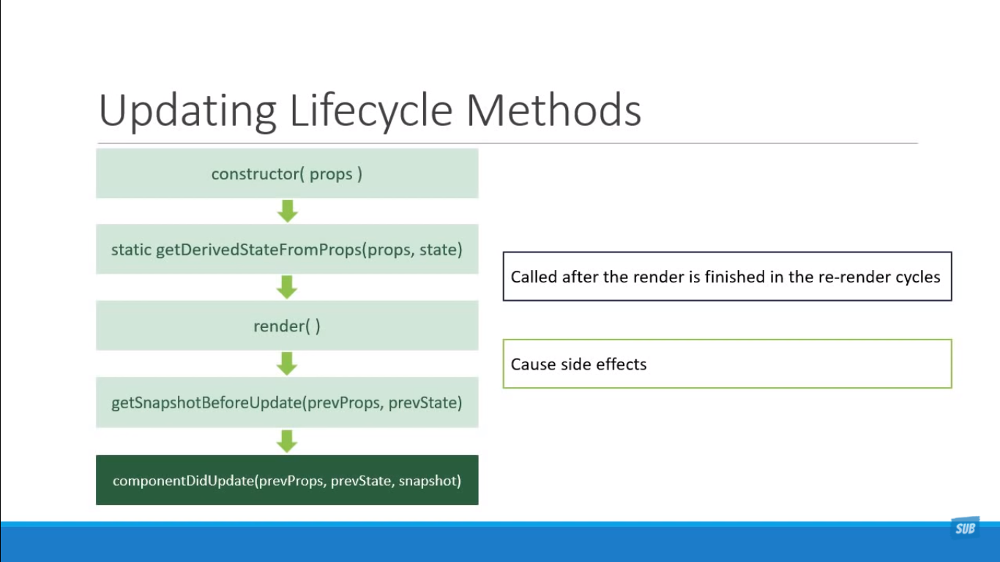 Updating Lifecycle Methods
constructor( props )
static getDerivedStateFromProps(props, state)
render( )
getSnapshotBeforeUpdate(prevProps, prevState)
componentDidUpdate(prevProps, prevState, snapshot)
Called after the render is finished in the re-render cycles
Cause side effects
SUB